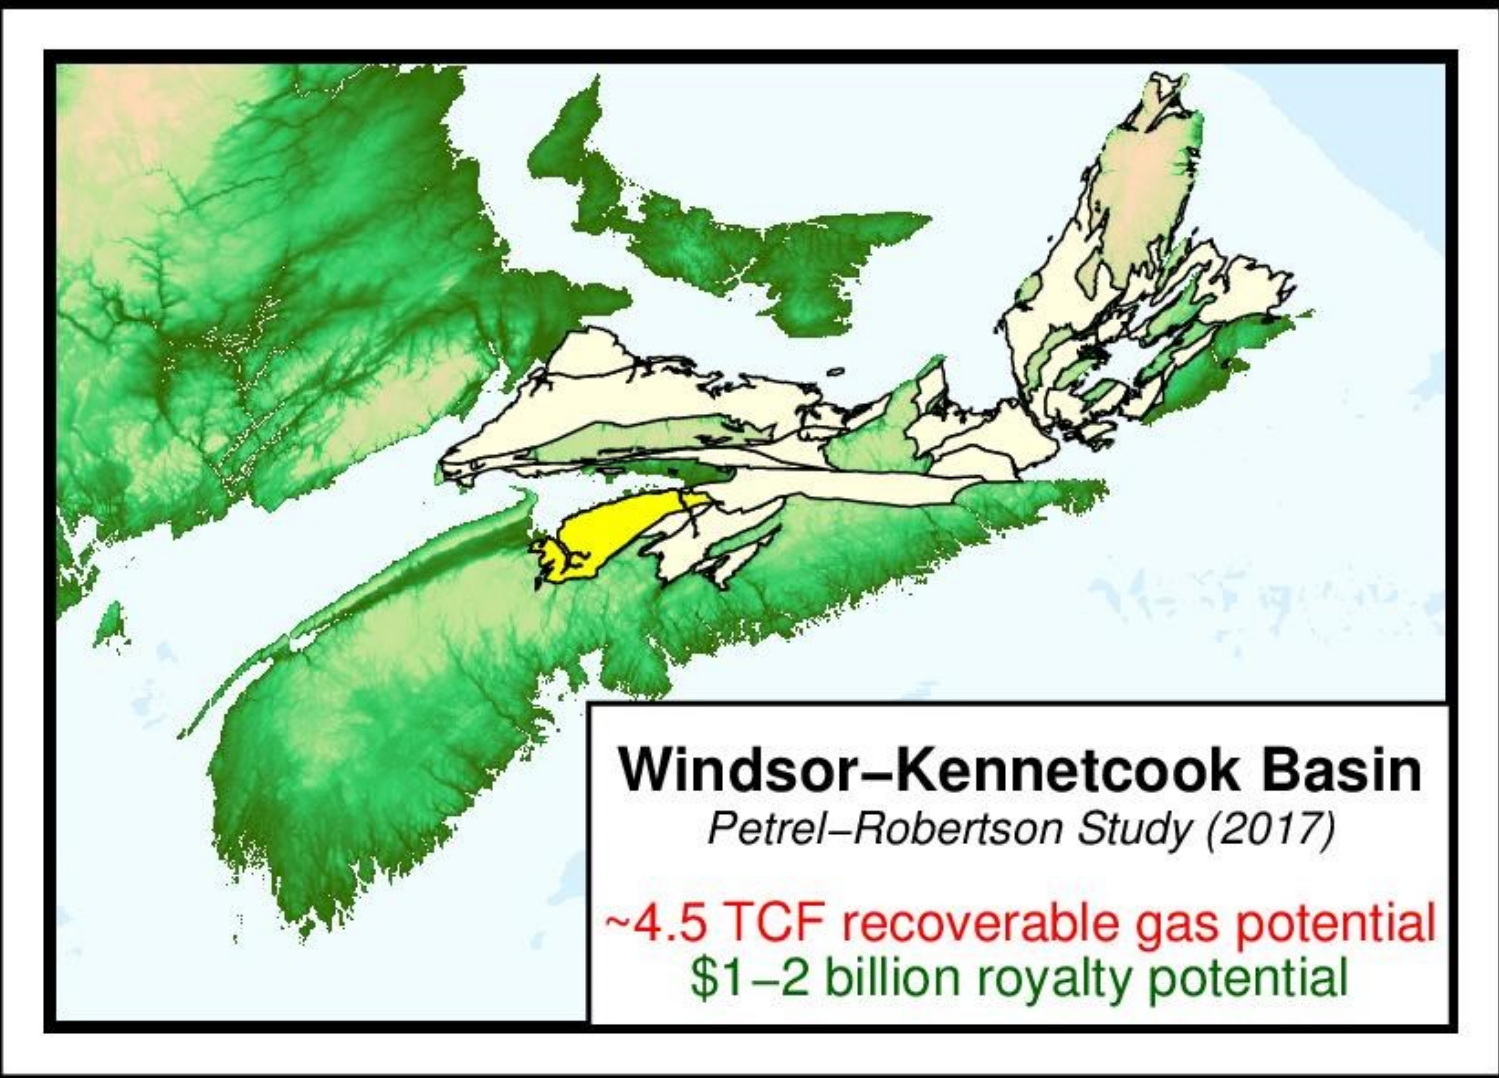 Windsor–Kennetcook Basin
Petrel–Robertson Study (2017)
~4.5 TCF recoverable gas potential
$1–2 billion royalty potential